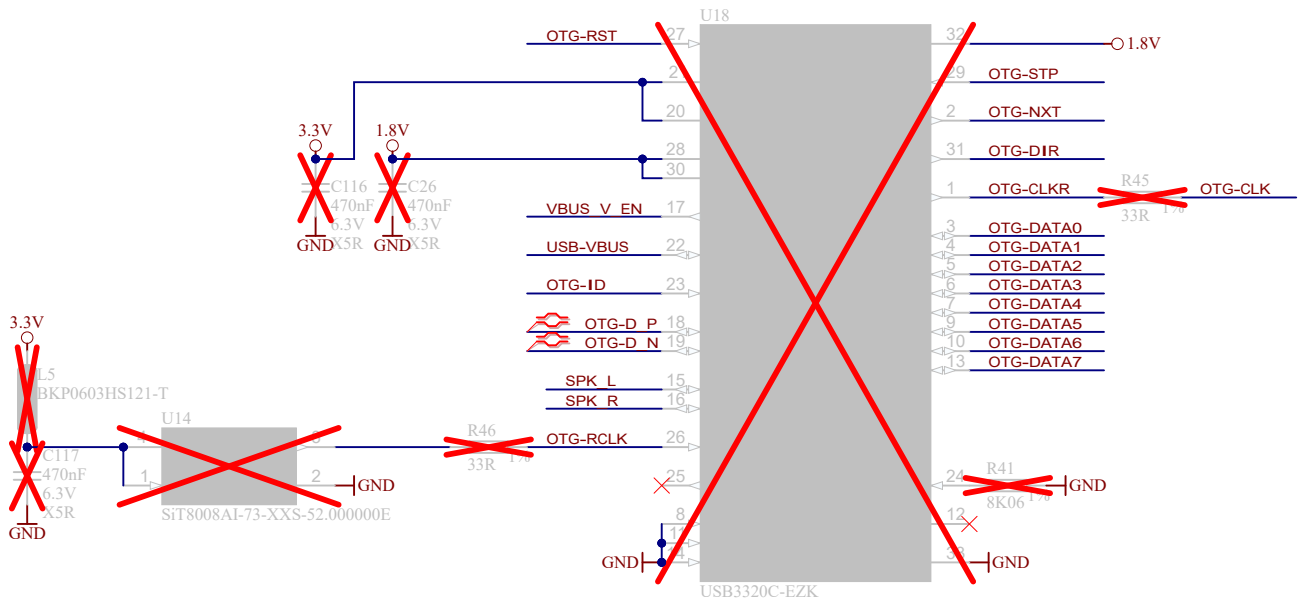 U18
OTG-RST
27
32
1.8V
29
OTG-STP
20
2
OTG-NXT
3.3V
1.8V
28
31
OTG-DIR
30
C116
470nF
6.3V
X5R
GND
C26
470nF
6.3V
X5R
GND
1
OTG-CLKR
R45
33R
1%
OTG-CLK
VBUS_V_EN
17
3
OTG-DATA0
USB-VBUS
22
4
OTG-DATA1
5
OTG-DATA2
OTG-ID
23
6
OTG-DATA3
7
OTG-DATA4
OTG-D_P
18
9
OTG-DATA5
OTG-D_N
19
10
OTG-DATA6
13
OTG-DATA7
3.3V
L5
BKP0603HS121-T
SPK_L
15
SPK_R
16
U14
R46
33R
1%
OTG-RCLK
26
C117
470nF
6.3V
X5R
GND
1
2
GND
SiT8008AI-73-XXS-52.000000E
25
24
R41
8K06
1%
GND
8
12
11
GND
33
GND
USB3320C-EZK